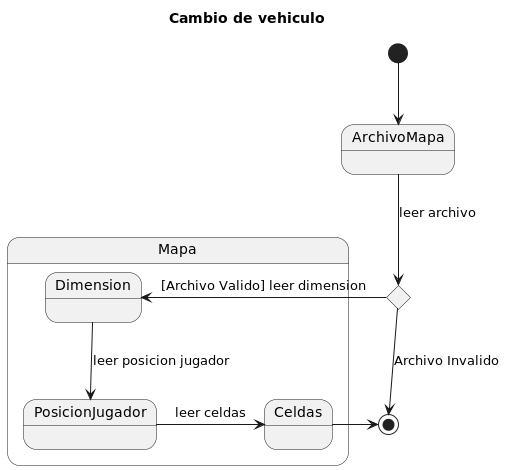 Cambio de vehiculo
ArchivoMapa
leer archivo
Mapa
Dimension
[Archivo Valido] leer dimension
leer posicion jugador
Archivo Invalido
PosicionJugador
leer celdas
Celdas